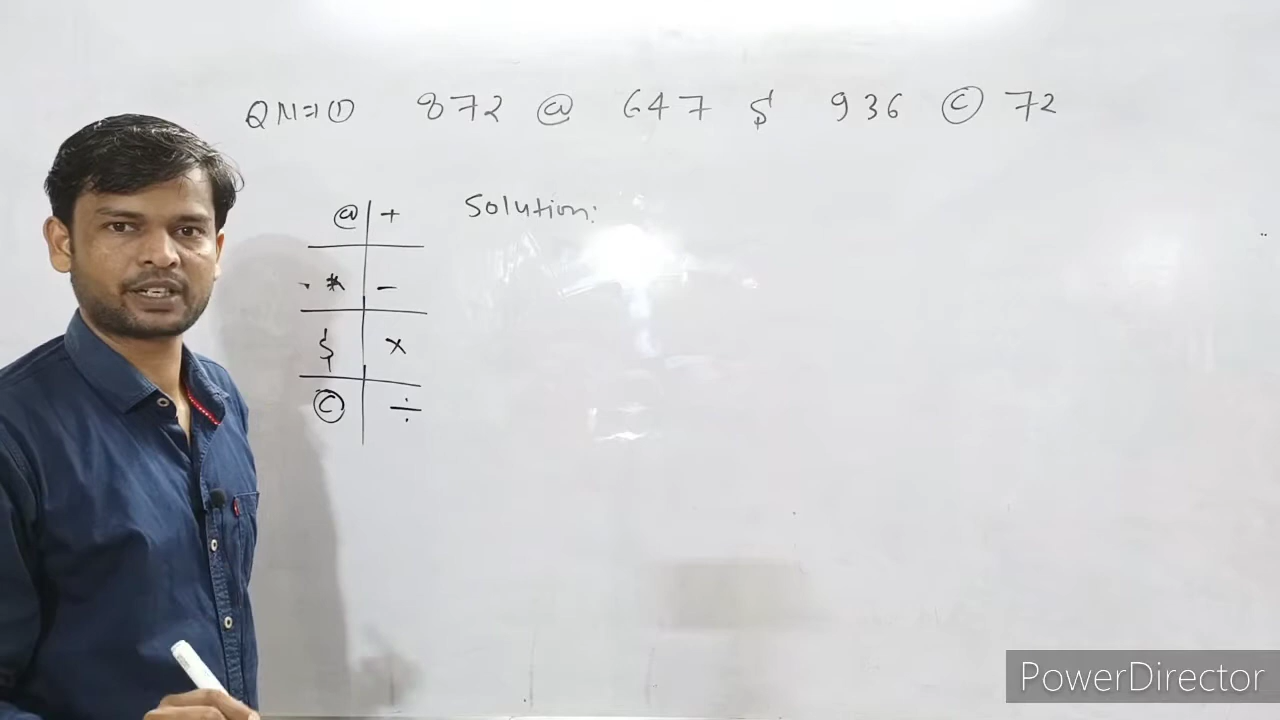 QN⇒① 872 @ 647 $ 936 © 72
Solution:
@ +
* -
$ ×
© ÷
PowerDirector